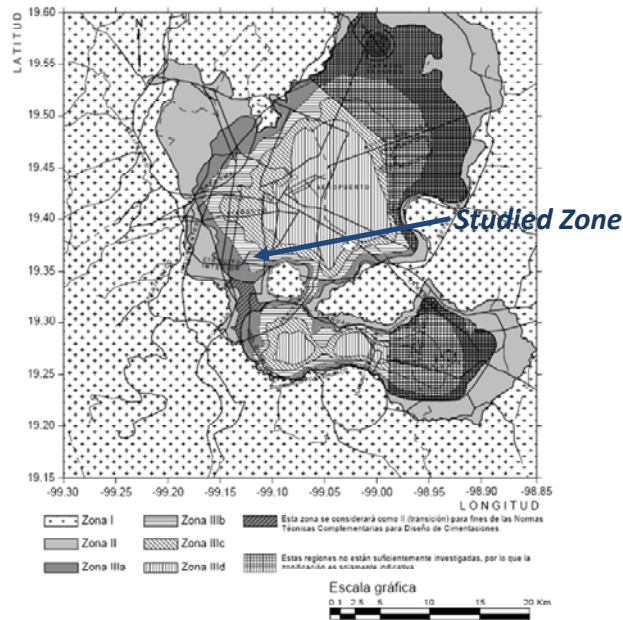 LATITUD
19.60
19.55
19.50
19.45
19.40
19.35
19.30
19.25
19.20
19.15
N
AEROPUERTO
Studied Zone
-99.30 -99.25 -99.20 -99.15 -99.10 -99.05 -99.00 -98.95 -98.90 -98.85
LONGITUD
Zona I
Zona II
Zona IIIa
Zona IIIb
Zona IIIc
Zona IIId
Esta zona se considerará como II (transición) para fines de las Normas
Técnicas Complementarias para Diseño de Cimentaciones
Estas regiones no están suficientemente investigadas, por lo que la
zonificación es solamente indicativa
Escala gráfica
0 1 2.5 5 10 15 20 Km